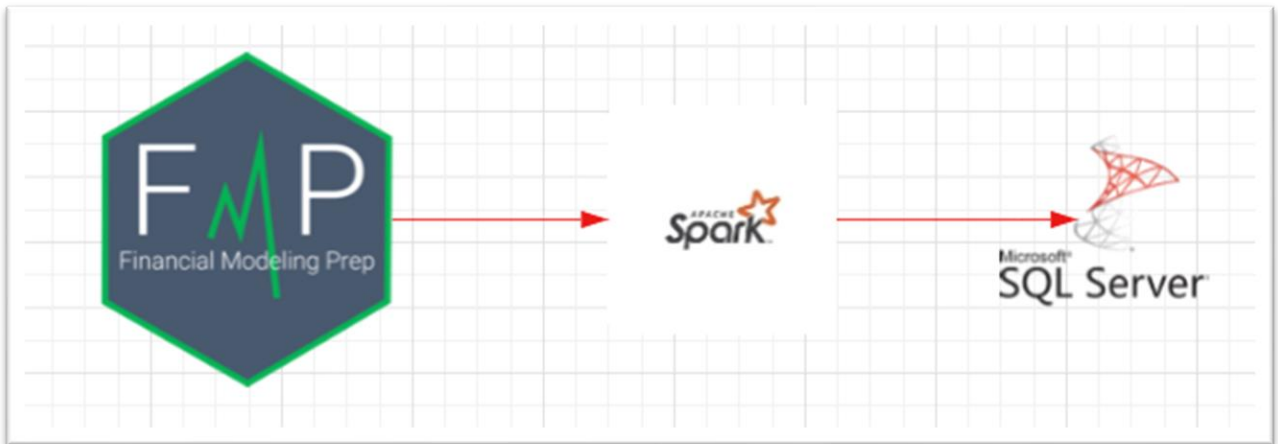 FMP
Financial Modeling Prep
APACHE
Spark
Microsoft®
SQL Server